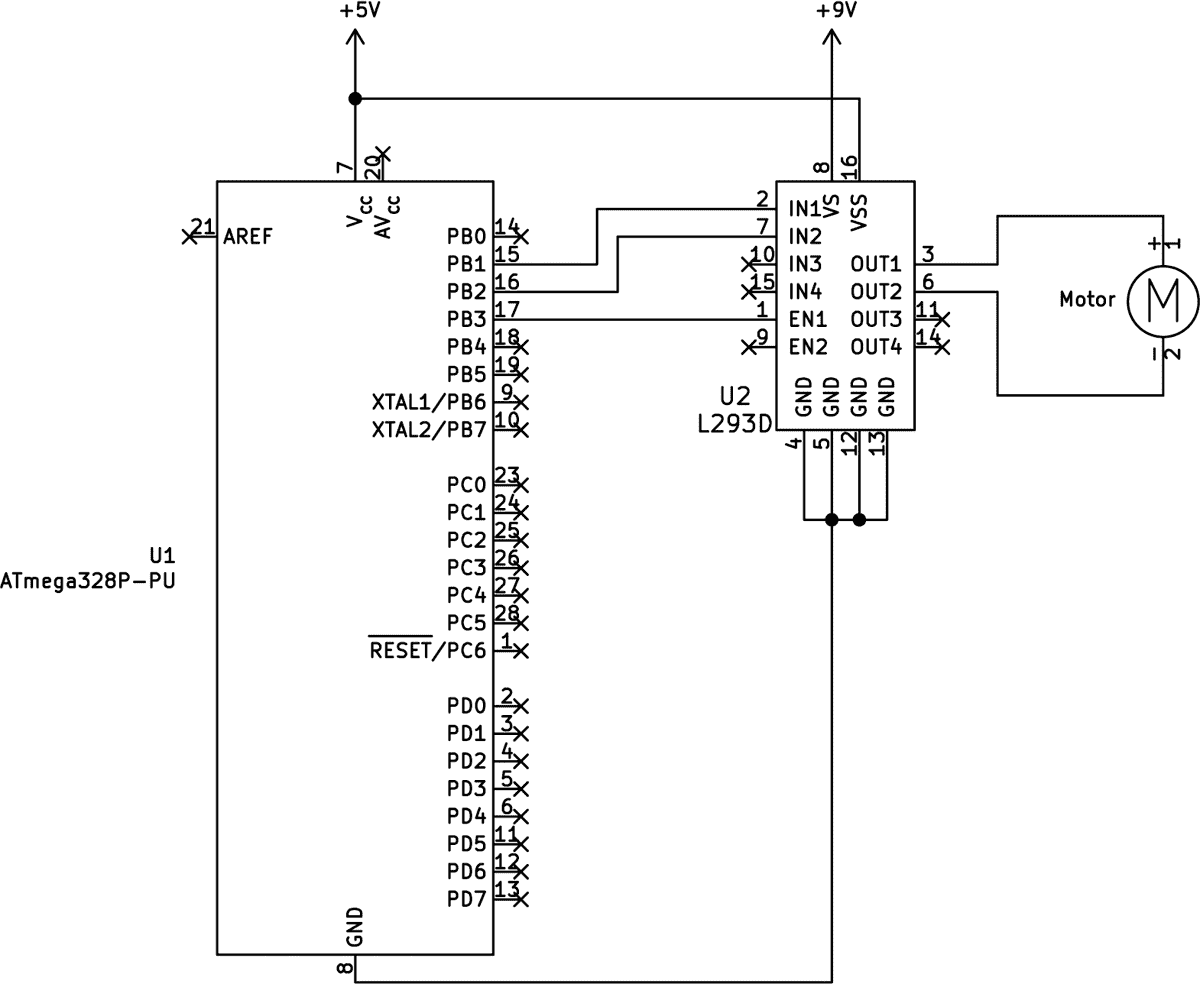 +5V
+9V
7
20
8
16
VCC
AVCC
VS
VSS
21
AREF
PB0
14
PB1
15
PB2
16
PB3
17
PB4
18
PB5
19
XTAL1/PB6
9
XTAL2/PB7
10
PC0
23
PC1
24
PC2
25
PC3
26
PC4
27
PC5
28
RESET/PC6
1
PD0
2
PD1
3
PD2
4
PD3
5
PD4
6
PD5
11
PD6
12
PD7
13
GND
8
U1
ATmega328P-PU
2
IN1
7
IN2
10
IN3
15
IN4
1
EN1
9
EN2
OUT1
3
OUT2
6
OUT3
11
OUT4
14
GND
GND
GND
GND
4
5
12
13
U2
L293D
+
1
Motor
M
-
2